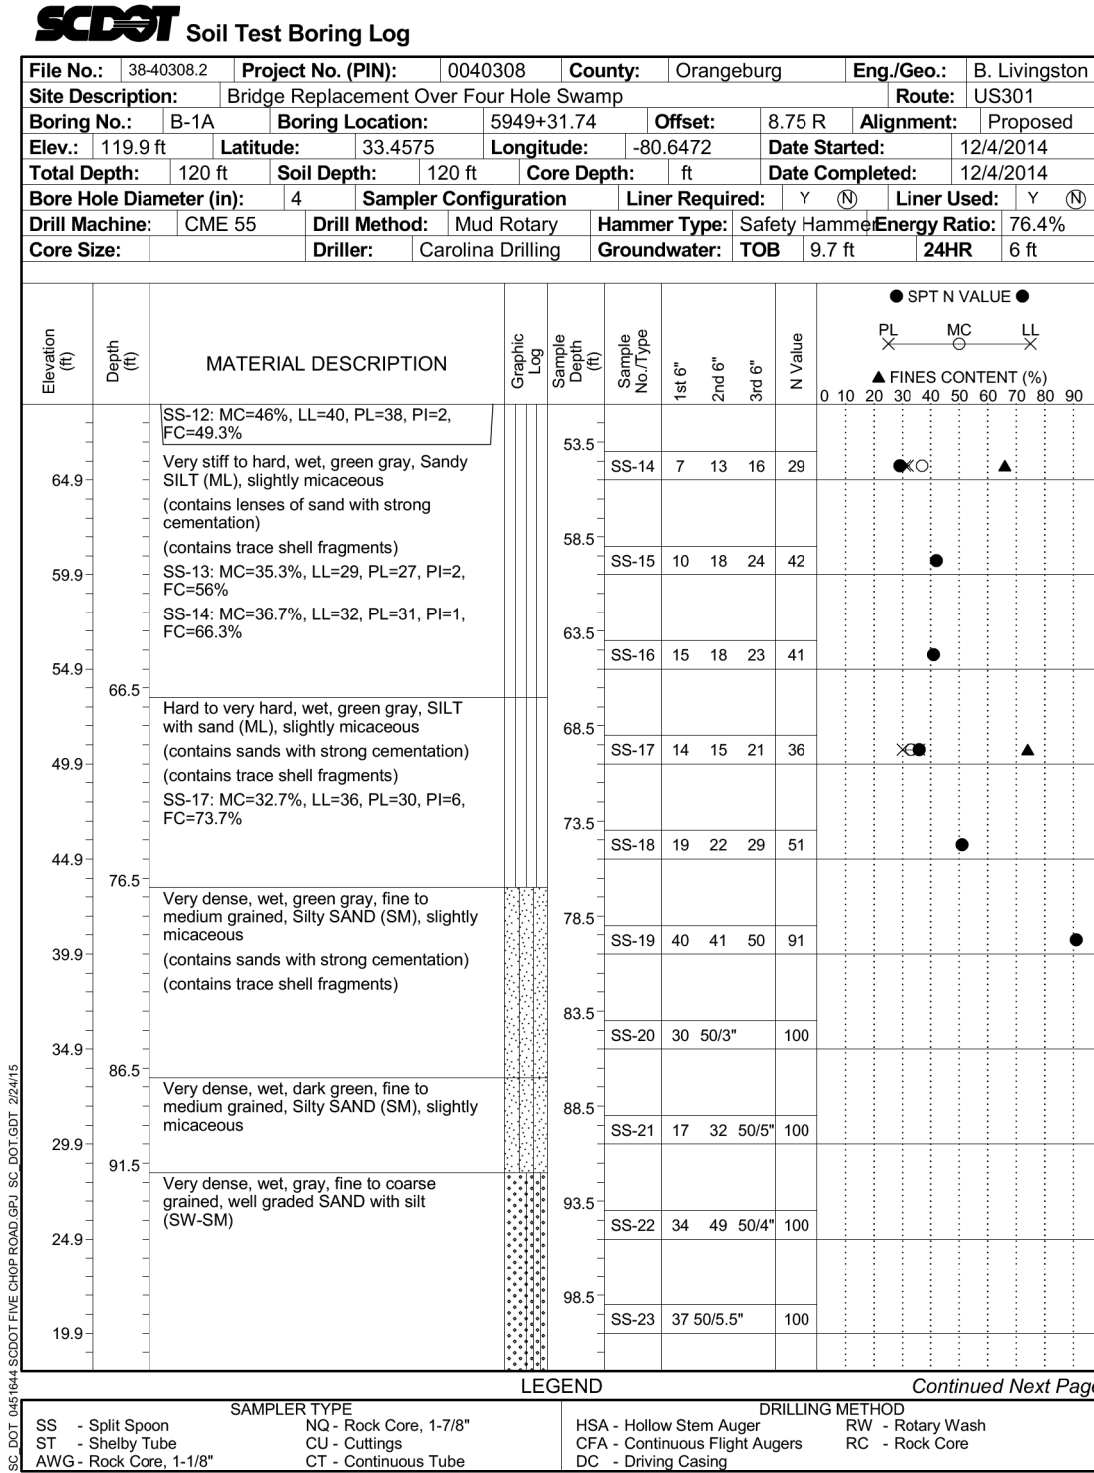 SCDOT Soil Test Boring Log
File No.: 38-40308.2 Project No. (PIN): 0040308 County: Orangeburg Eng./Geo.: B. Livingston
Site Description: Bridge Replacement Over Four Hole Swamp Route: US301
Boring No.: B-1A Boring Location: 5949+31.74 Offset: 8.75 R Alignment: Proposed
Elev.: 119.9 ft Latitude: 33.4575 Longitude: -80.6472 Date Started: 12/4/2014
Total Depth: 120 ft Soil Depth: 120 ft Core Depth: ft Date Completed: 12/4/2014
Bore Hole Diameter (in): 4 Sampler Configuration Liner Required: Y N Liner Used: Y N
Drill Machine: CME 55 Drill Method: Mud Rotary Hammer Type: Safety Hammer Energy Ratio: 76.4%
Core Size: Driller: Carolina Drilling Groundwater: TOB 9.7 ft 24HR 6 ft
Elevation (ft)
Depth (ft)
MATERIAL DESCRIPTION
Graphic Log
Sample Depth (ft)
Sample No./Type
1st 6"
2nd 6"
3rd 6"
N Value
● SPT N VALUE ●
PL MC LL
▲ FINES CONTENT (%)
0 10 20 30 40 50 60 70 80 90
SS-12: MC=46%, LL=40, PL=38, PI=2,
FC=49.3%
53.5
Very stiff to hard, wet, green gray, Sandy
SS-14 7 13 16 29
64.9 SILT (ML), slightly micaceous
(contains lenses of sand with strong
cementation)
58.5
(contains trace shell fragments)
SS-15 10 18 24 42
59.9 SS-13: MC=35.3%, LL=29, PL=27, PI=2,
FC=56%
SS-14: MC=36.7%, LL=32, PL=31, PI=1,
FC=66.3%
63.5
SS-16 15 18 23 41
54.9
66.5
Hard to very hard, wet, green gray, SILT
with sand (ML), slightly micaceous
68.5
(contains sands with strong cementation)
SS-17 14 15 21 36
49.9
(contains trace shell fragments)
SS-17: MC=32.7%, LL=36, PL=30, PI=6,
FC=73.7%
73.5
SS-18 19 22 29 51
44.9
76.5
Very dense, wet, green gray, fine to
medium grained, Silty SAND (SM), slightly
78.5
micaceous
SS-19 40 41 50 91
39.9
(contains sands with strong cementation)
(contains trace shell fragments)
83.5
SS-20 30 50/3" 100
34.9
86.5
Very dense, wet, dark green, fine to
medium grained, Silty SAND (SM), slightly
88.5
micaceous
SS-21 17 32 50/5" 100
29.9
91.5
Very dense, wet, gray, fine to coarse
grained, well graded SAND with silt
93.5
(SW-SM)
SS-22 34 49 50/4" 100
24.9
98.5
SS-23 37 50/5.5" 100
19.9
SC_DOT 0451644 SCDOT FIVE CHOP ROAD.GPJ SC_DOT.GDT 2/24/15
LEGEND
Continued Next Page
SAMPLER TYPE DRILLING METHOD
SS - Split Spoon NQ - Rock Core, 1-7/8" HSA - Hollow Stem Auger RW - Rotary Wash
ST - Shelby Tube CU - Cuttings CFA - Continuous Flight Augers RC - Rock Core
AWG - Rock Core, 1-1/8" CT - Continuous Tube DC - Driving Casing